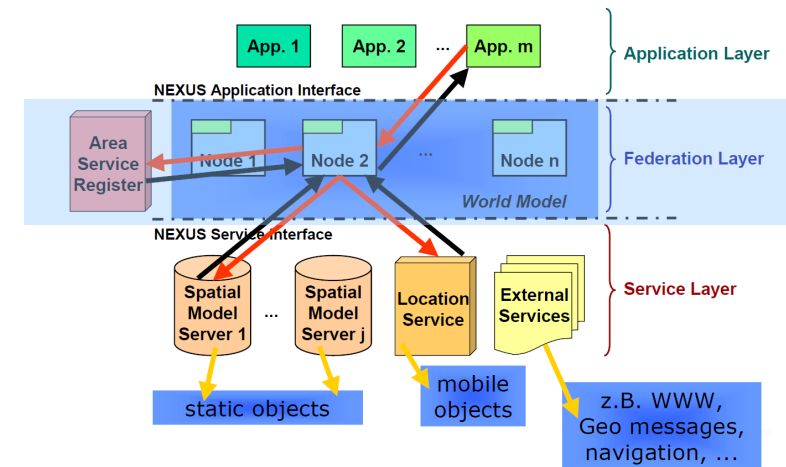 App. 1
App. 2
...
App. m
Application Layer
NEXUS Application Interface
Area
Service
Register
Node 1
Node 2
...
Node n
Federation Layer
World Model
NEXUS Service Interface
Spatial
Model
Server 1
...
Spatial
Model
Server j
Location
Service
External
Services
Service Layer
static objects
mobile
objects
z.B. WWW,
Geo messages,
navigation, ...